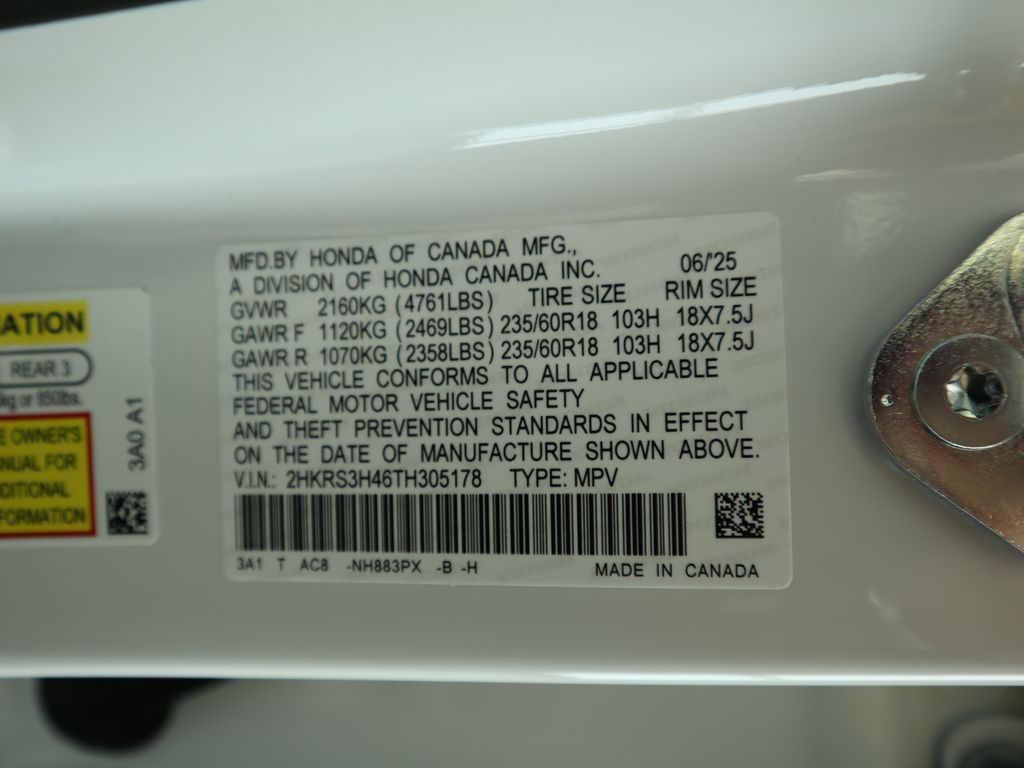 MFD.BY HONDA OF CANADA MFG.,
A DIVISION OF HONDA CANADA INC. 06/'25
GVWR 2160KG (4761LBS) TIRE SIZE RIM SIZE
GAWR F 1120KG (2469LBS) 235/60R18 103H 18X7.5J
GAWR R 1070KG (2358LBS) 235/60R18 103H 18X7.5J
THIS VEHICLE CONFORMS TO ALL APPLICABLE
FEDERAL MOTOR VEHICLE SAFETY
AND THEFT PREVENTION STANDARDS IN EFFECT
ON THE DATE OF MANUFACTURE SHOWN ABOVE.
V.I.N.: 2HKRS3H46TH305178 TYPE: MPV
3A1 T AC8 -NH883PX -B -H MADE IN CANADA
ATION
REAR 3
kg or 850lbs.
E OWNER'S
NUAL FOR
DITIONAL
FORMATION
3A0 A1